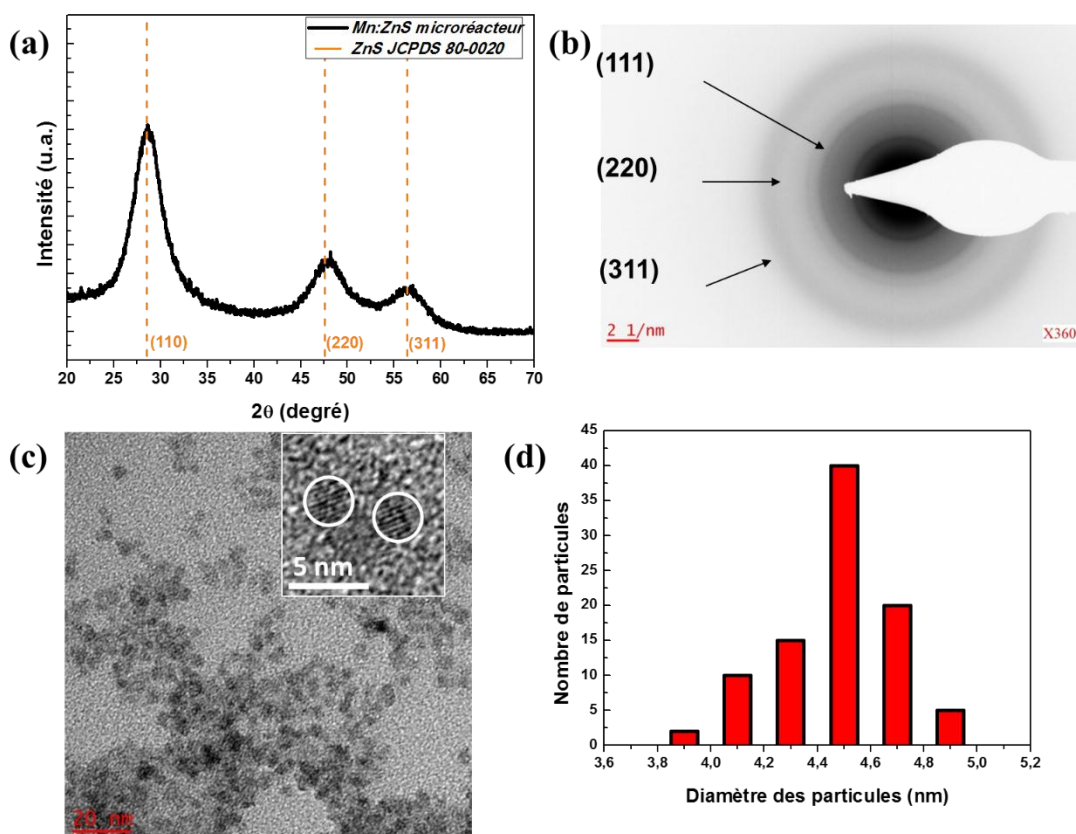 (a)
Mn:ZnS microréacteur
ZnS JCPDS 80-0020
Intensité (u.a.)
(110)
(220)
(311)
20 25 30 35 40 45 50 55 60 65 70
2θ (degré)
(b)
(111)
(220)
(311)
2 1/nm
X360
(c)
5 nm
20 nm
(d)
Nombre de particules
45
40
35
30
25
20
15
10
5
0
3,6 3,8 4,0 4,2 4,4 4,6 4,8 5,0 5,2
Diamètre des particules (nm)